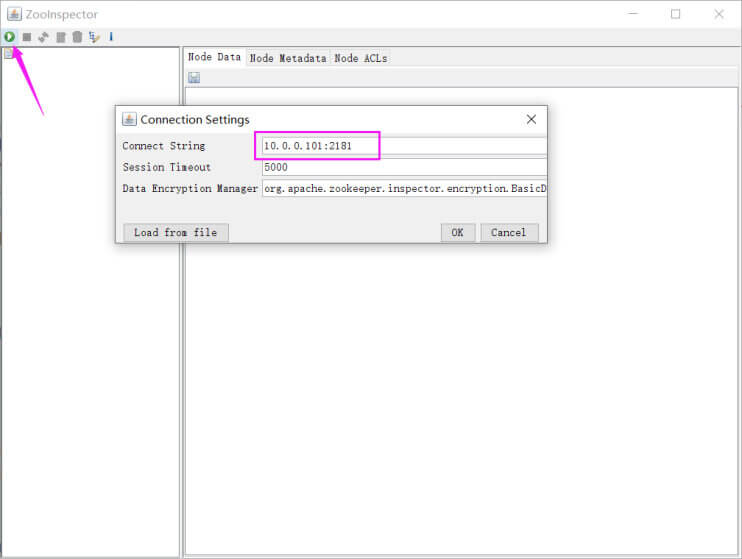 ZooInspector
Node Data Node Metadata Node ACLs
Connection Settings
Connect String 10.0.0.101:2181
Session Timeout 5000
Data Encryption Manager org.apache.zookeeper.inspector.encryption.BasicD
Load from file OK Cancel